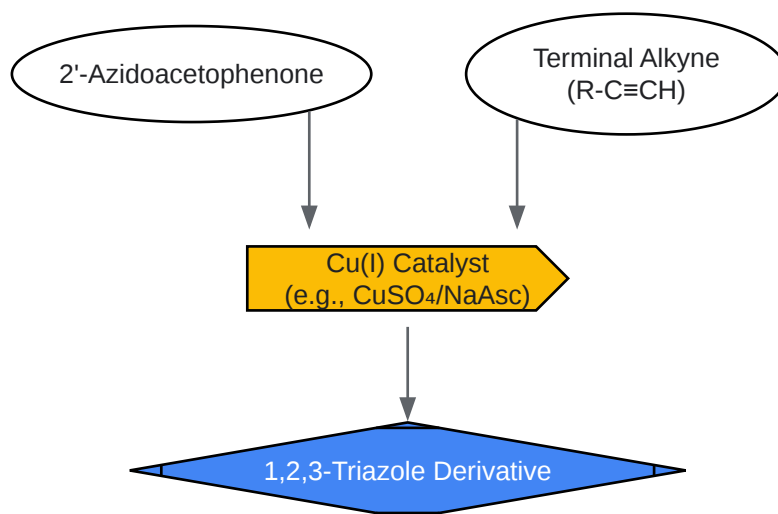 2'-Azidoacetophenone
Terminal Alkyne
(R-C≡CH)
Cu(I) Catalyst
(e.g., CuSO₄/NaAsc)
1,2,3-Triazole Derivative